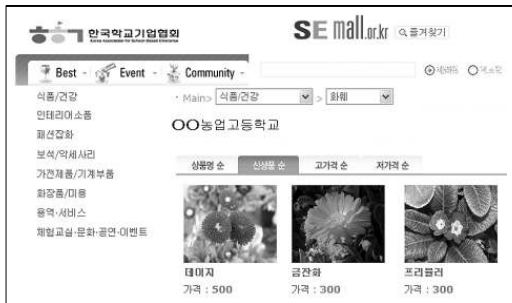 한국학교기업협회
SE mall.or.kr
즐겨찾기
Best
Event
Community
식품/건강
인테리어소품
패션잡화
보석/악세사리
가전제품/기계부품
화장품/미용
용역·서비스
체험교실·문화·공연·이벤트
· Main> 식품/건강 > 화훼
OO농업고등학교
상품명 순
신상품 순
고가격 순
저가격 순
데이지
가격 : 500
금잔화
가격 : 300
프리뮬러
가격 : 300